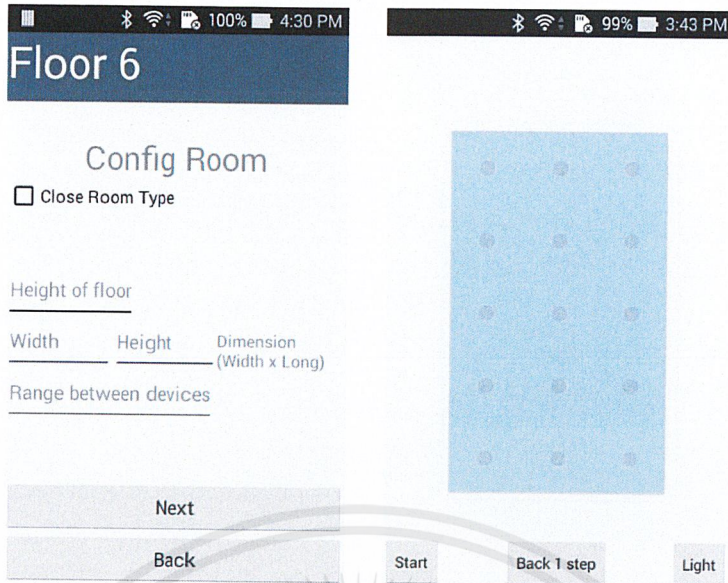 100% 4:30 PM
Floor 6
Config Room
Close Room Type
Height of floor
Width Height Dimension
(Width x Long)
Range between devices
Next
Back
99% 3:43 PM
Start Back 1 step Light